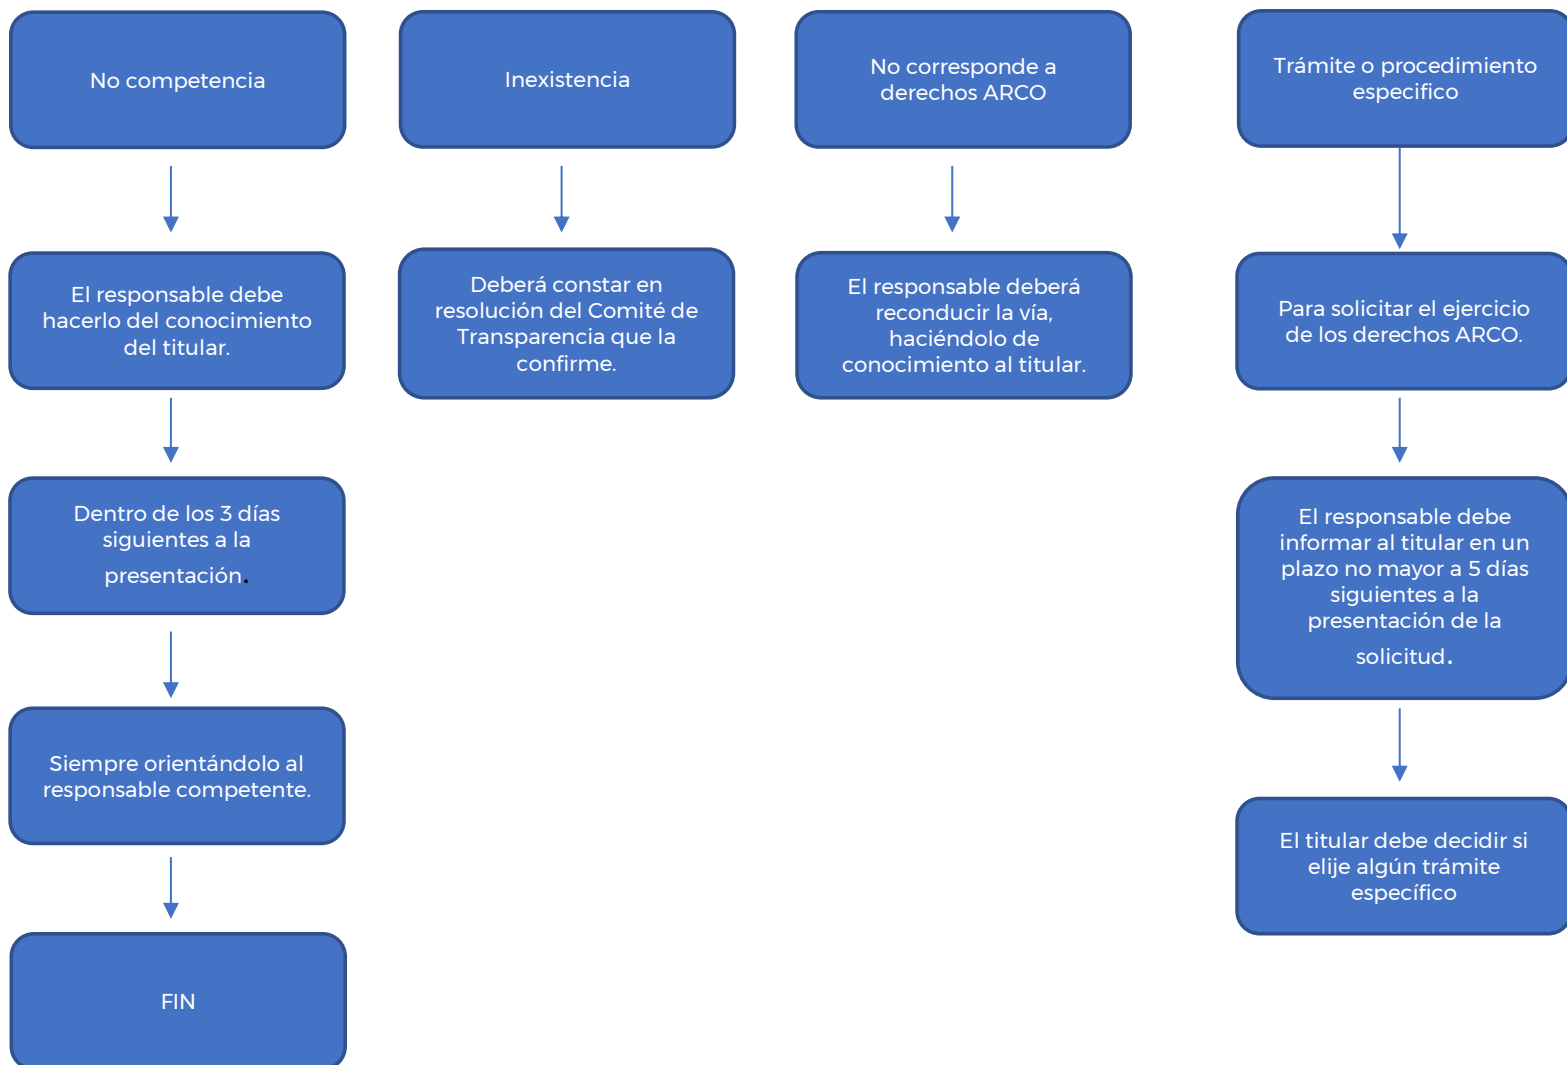 No competencia
El responsable debe
hacerlo del conocimiento
del titular.
Dentro de los 3 días
siguientes a la
presentación.
Siempre orientándolo al
responsable competente.
FIN
Inexistencia
Deberá constar en
resolución del Comité de
Transparencia que la
confirme.
No corresponde a
derechos ARCO
El responsable deberá
reconducir la vía,
haciéndolo de
conocimiento al titular.
Trámite o procedimiento
especifico
Para solicitar el ejercicio
de los derechos ARCO.
El responsable debe
informar al titular en un
plazo no mayor a 5 días
siguientes a la
presentación de la
solicitud.
El titular debe decidir si
elije algún trámite
específico